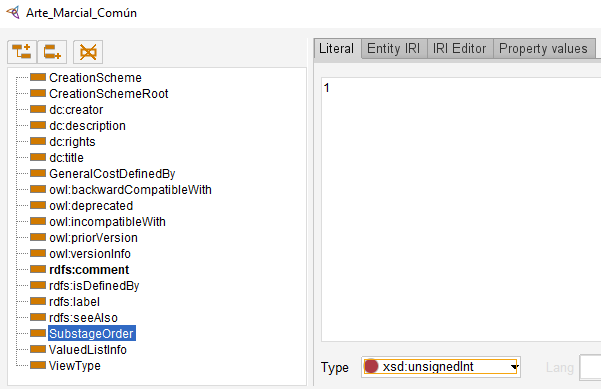 Arte_Marcial_Común
Literal Entity IRI IRI Editor Property values
CreationScheme
CreationSchemeRoot
dc:creator
dc:description
dc:rights
dc:title
GeneralCostDefinedBy
owl:backwardCompatibleWith
owl:deprecated
owl:incompatibleWith
owl:priorVersion
owl:versionInfo
rdfs:comment
rdfs:isDefinedBy
rdfs:label
rdfs:seeAlso
SubstageOrder
ValuedListInfo
ViewType
1
Type xsd:unsignedInt Lang